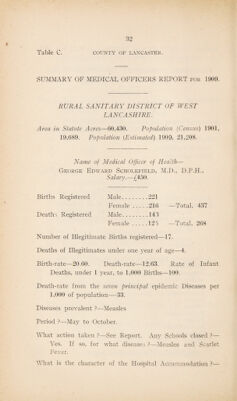 32
Table C. COUNTY OF LANCASTER.
SUMMARY OF MEDICAL OFFICERS REPORT FOR 1909.
RURAL SANITARY DISTRICT OF WEST
LANCASHIRE.
Area in Statute Acres—60,430. Population (Census) 1901,
19,689. Population (Estimated) 1909, 21,208.
Name of Medical Officer of Health—
GEORGE EDWARD SCHOLEFIELD, M.D., D.P.H.,
Salary.—£450.
Births Registered Male........221
Female .....216 —Total. 437
Deaths Registered Male........143
Female .....125 —Total. 268
Number of Illegitimate Births registered—17.
Deaths of Illegitimates under one year of age—4.
Birth-rate—20.60. Death-rate—12.63. Rate of Infant
Deaths, under 1 year, to 1,000 Births—100.
Death-rate from the seven principal epidemic Diseases per
1,000 of population—.33.
Diseases prevalent ?—Measles
Period ?—May to October.
What action taken ?—See Report. Any Schools closed ?—
Yes. If so, for what diseases ?—Measles and Scarlet
Fever.
What is the character of the Hospital Accommodation ?—